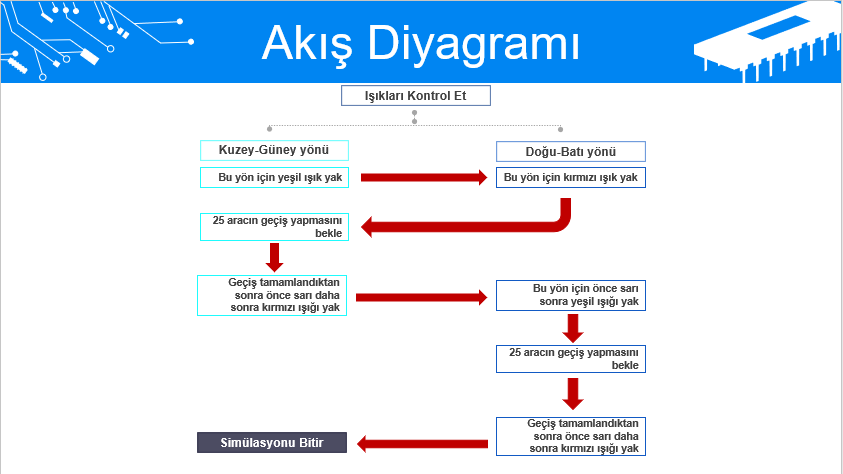 Akış Diyagramı
Işıkları Kontrol Et
Kuzey-Güney yönü
Doğu-Batı yönü
Bu yön için yeşil ışık yak
Bu yön için kırmızı ışık yak
25 aracın geçiş yapmasını
bekle
Geçiş tamamlandıktan
sonra önce sarı daha
sonra kırmızı ışığı yak
Bu yön için önce sarı
sonra yeşil ışığı yak
25 aracın geçiş yapmasını
bekle
Geçiş tamamlandıktan
sonra önce sarı daha
sonra kırmızı ışığı yak
Simülasyonu Bitir